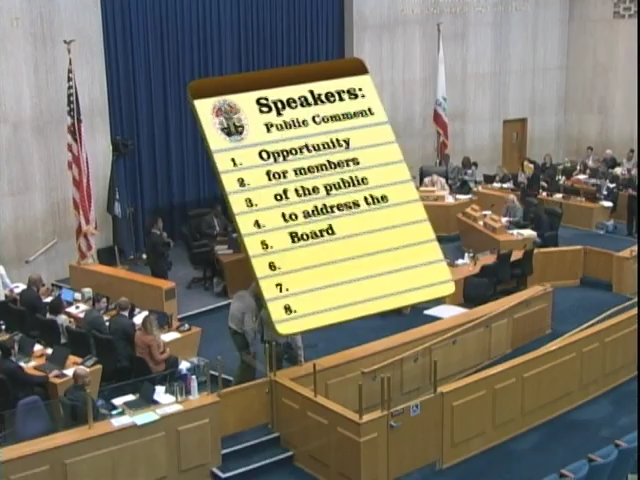 Speakers:
Public Comment
1. Opportunity
2. for members
3. of the public
4. to address the
5. Board
6.
7.
8.